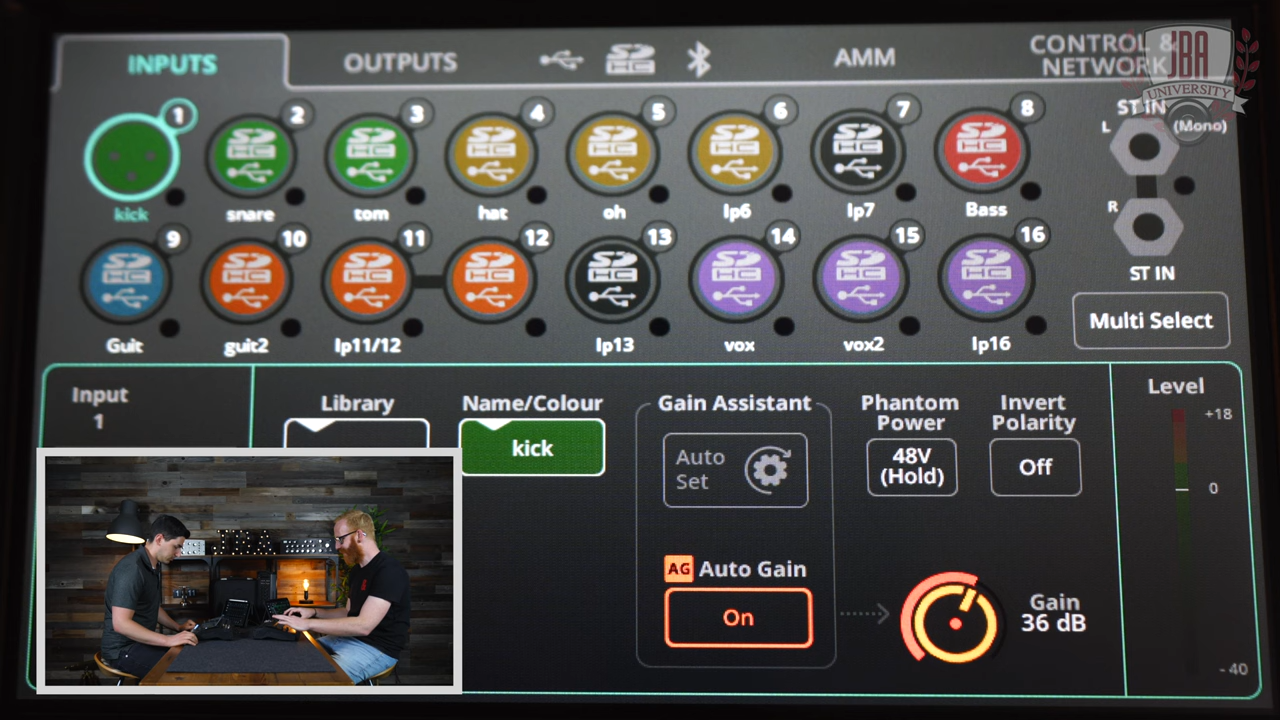 INPUTS
OUTPUTS
AMM
CONTROL &
NETWORK
JBA
UNIVERSITY
1
2
3
4
5
6
7
8
kick
snare
tom
hat
oh
Ip6
Ip7
Bass
9
10
11
12
13
14
15
16
Guit
guit2
Ip11/12
Ip13
vox
vox2
Ip16
ST IN
L
(Mono)
R
ST IN
Multi Select
Input
1
Library
Name/Colour
kick
Gain Assistant
Auto
Set
AG Auto Gain
On
Phantom
Power
48V
(Hold)
Invert
Polarity
Off
Gain
36 dB
Level
+18
0
- 40